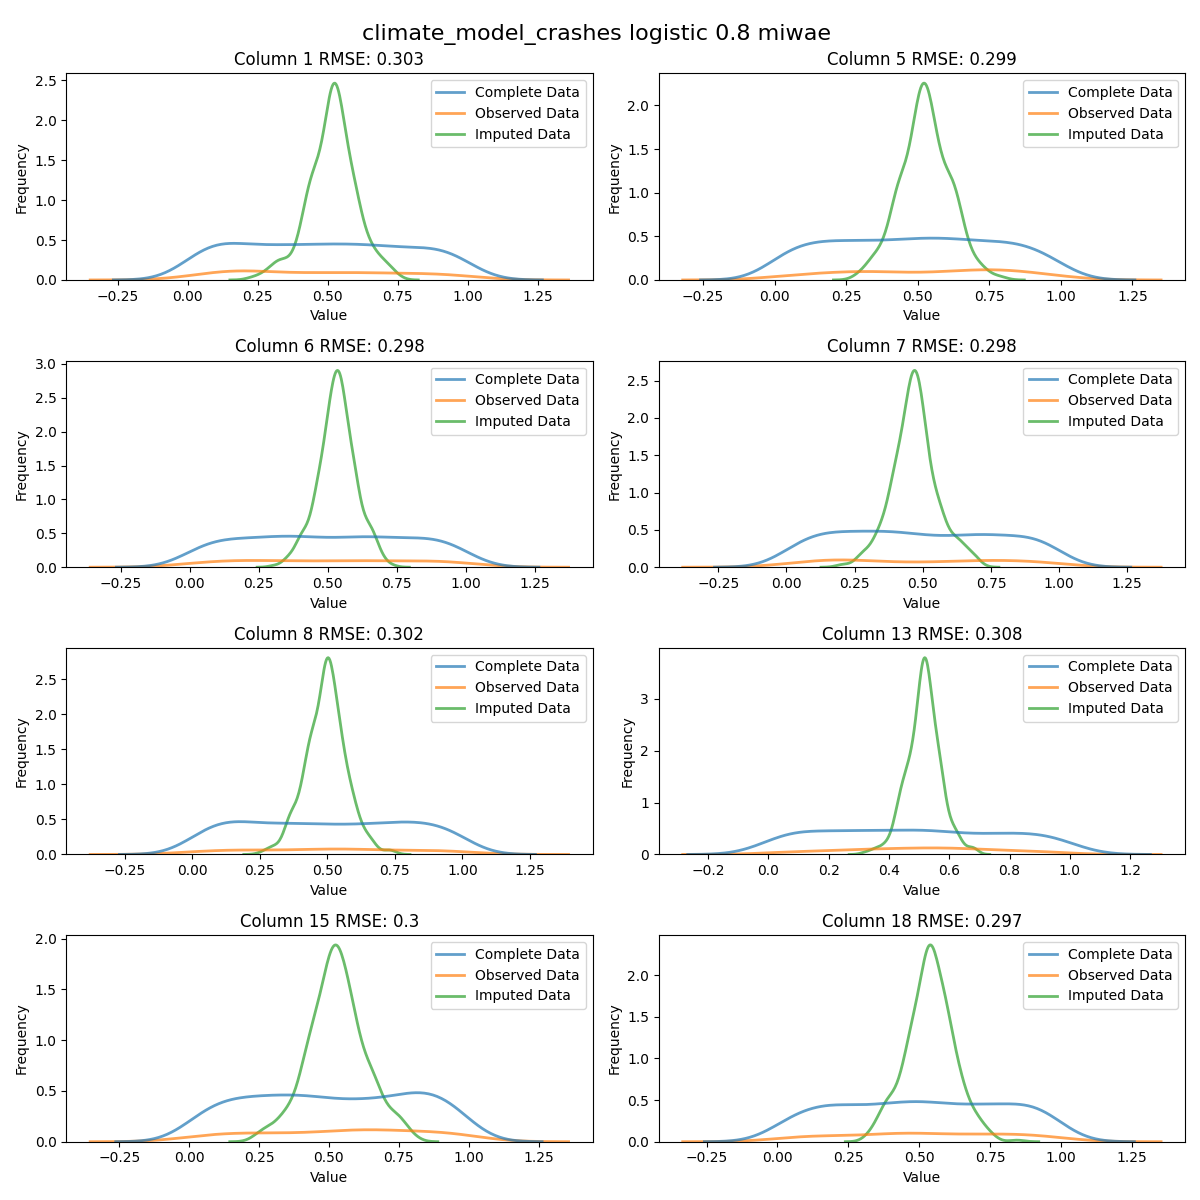 climate_model_crashes logistic 0.8 miwae
Column 1 RMSE: 0.303
2.5
2.0
1.5
1.0
0.5
0.0
Frequency
Complete Data
Observed Data
Imputed Data
−0.25 0.00 0.25 0.50 0.75 1.00 1.25
Value
Column 5 RMSE: 0.299
2.0
1.5
1.0
0.5
0.0
Frequency
Complete Data
Observed Data
Imputed Data
−0.25 0.00 0.25 0.50 0.75 1.00 1.25
Value
Column 6 RMSE: 0.298
3.0
2.5
2.0
1.5
1.0
0.5
0.0
Frequency
Complete Data
Observed Data
Imputed Data
−0.25 0.00 0.25 0.50 0.75 1.00 1.25
Value
Column 7 RMSE: 0.298
2.5
2.0
1.5
1.0
0.5
0.0
Frequency
Complete Data
Observed Data
Imputed Data
−0.25 0.00 0.25 0.50 0.75 1.00 1.25
Value
Column 8 RMSE: 0.302
2.5
2.0
1.5
1.0
0.5
0.0
Frequency
Complete Data
Observed Data
Imputed Data
−0.25 0.00 0.25 0.50 0.75 1.00 1.25
Value
Column 13 RMSE: 0.308
3
2
1
0
Frequency
Complete Data
Observed Data
Imputed Data
−0.2 0.0 0.2 0.4 0.6 0.8 1.0 1.2
Value
Column 15 RMSE: 0.3
2.0
1.5
1.0
0.5
0.0
Frequency
Complete Data
Observed Data
Imputed Data
−0.25 0.00 0.25 0.50 0.75 1.00 1.25
Value
Column 18 RMSE: 0.297
2.0
1.5
1.0
0.5
0.0
Frequency
Complete Data
Observed Data
Imputed Data
−0.25 0.00 0.25 0.50 0.75 1.00 1.25
Value